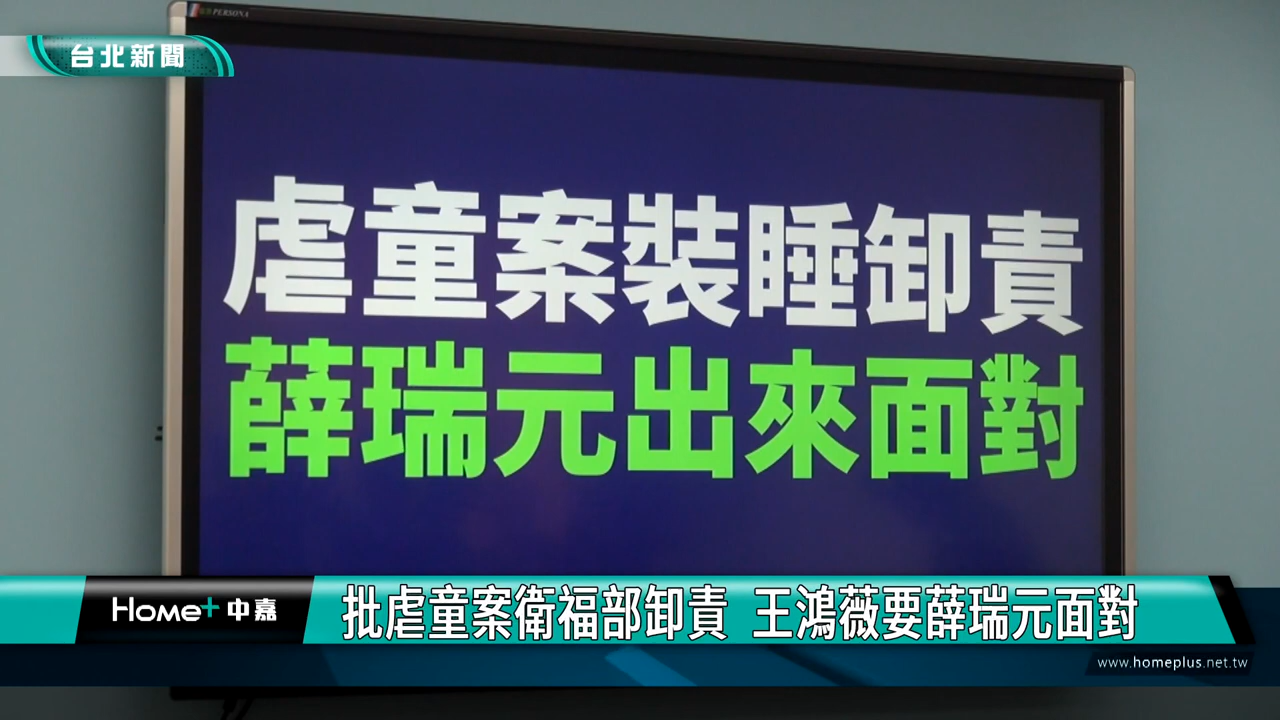 PERSONA
台北新聞
虐童案裝睡卸責
薛瑞元出來面對
Home+ 中嘉
批虐童案衛福部卸責 王鴻薇要薛瑞元面對
www.homeplus.net.tw